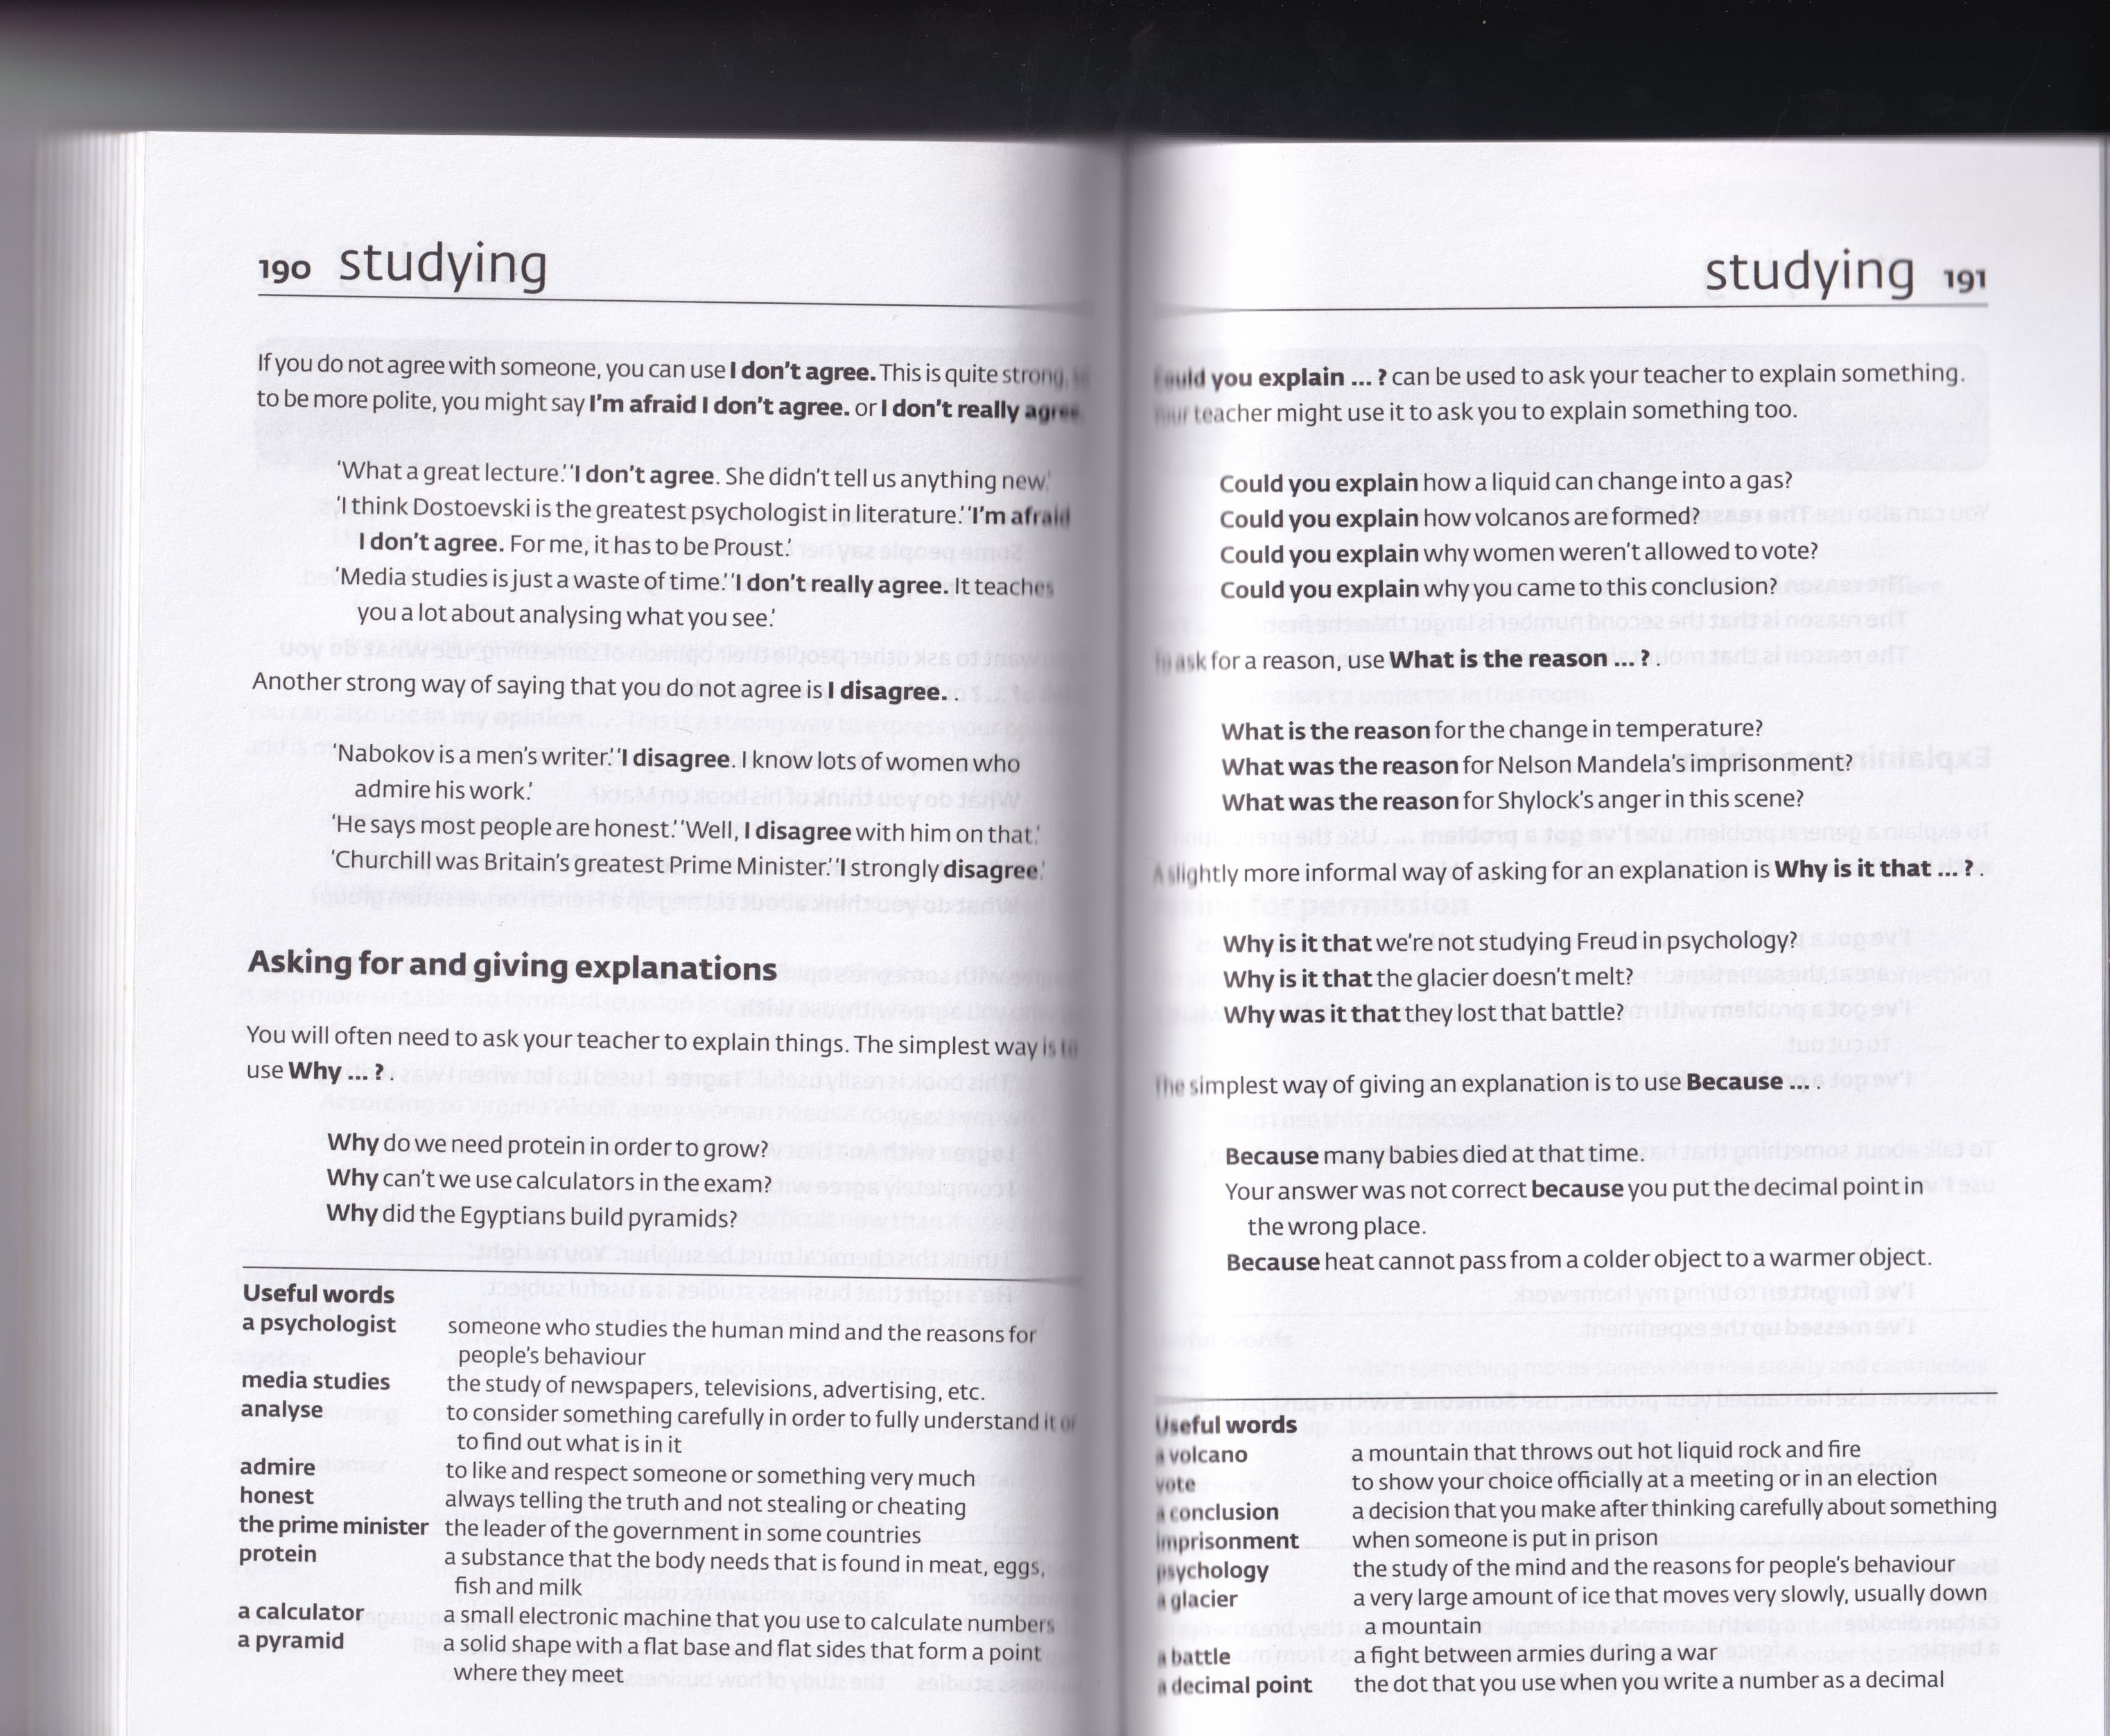 190 studying
If you do not agree with someone, you can use I don't agree. This is quite strong,
to be more polite, you might say I'm afraid I don't agree. or I don't really agree
'What a great lecture.' 'I don't agree. She didn't tell us anything new.'
'I think Dostoevski is the greatest psychologist in literature.' 'I'm afraid
I don't agree. For me, it has to be Proust.'
'Media studies is just a waste of time.' 'I don't really agree. It teaches
you a lot about analysing what you see.'
Another strong way of saying that you do not agree is I disagree. .
'Nabokov is a men's writer.' 'I disagree. I know lots of women who
admire his work.'
'He says most people are honest.' 'Well, I disagree with him on that.'
'Churchill was Britain's greatest Prime Minister.' 'I strongly disagree.'
Asking for and giving explanations
You will often need to ask your teacher to explain things. The simplest way is to
use Why ... ? .
Why do we need protein in order to grow?
Why can't we use calculators in the exam?
Why did the Egyptians build pyramids?
Useful words
a psychologist someone who studies the human mind and the reasons for
people's behaviour
media studies the study of newspapers, televisions, advertising, etc.
analyse to consider something carefully in order to fully understand it or
to find out what is in it
admire to like and respect someone or something very much
honest always telling the truth and not stealing or cheating
the prime minister the leader of the government in some countries
protein a substance that the body needs that is found in meat, eggs,
fish and milk
a calculator a small electronic machine that you use to calculate numbers
a pyramid a solid shape with a flat base and flat sides that form a point
where they meet
studying 191
Could you explain ... ? can be used to ask your teacher to explain something.
Your teacher might use it to ask you to explain something too.
Could you explain how a liquid can change into a gas?
Could you explain how volcanos are formed?
Could you explain why women weren't allowed to vote?
Could you explain why you came to this conclusion?
To ask for a reason, use What is the reason ... ? .
What is the reason for the change in temperature?
What was the reason for Nelson Mandela's imprisonment?
What was the reason for Shylock's anger in this scene?
A slightly more informal way of asking for an explanation is Why is it that ... ? .
Why is it that we're not studying Freud in psychology?
Why is it that the glacier doesn't melt?
Why was it that they lost that battle?
The simplest way of giving an explanation is to use Because ... .
Because many babies died at that time.
Your answer was not correct because you put the decimal point in
the wrong place.
Because heat cannot pass from a colder object to a warmer object.
Useful words
a volcano a mountain that throws out hot liquid rock and fire
vote to show your choice officially at a meeting or in an election
a conclusion a decision that you make after thinking carefully about something
imprisonment when someone is put in prison
psychology the study of the mind and the reasons for people's behaviour
a glacier a very large amount of ice that moves very slowly, usually down
a mountain
a battle a fight between armies during a war
a decimal point the dot that you use when you write a number as a decimal